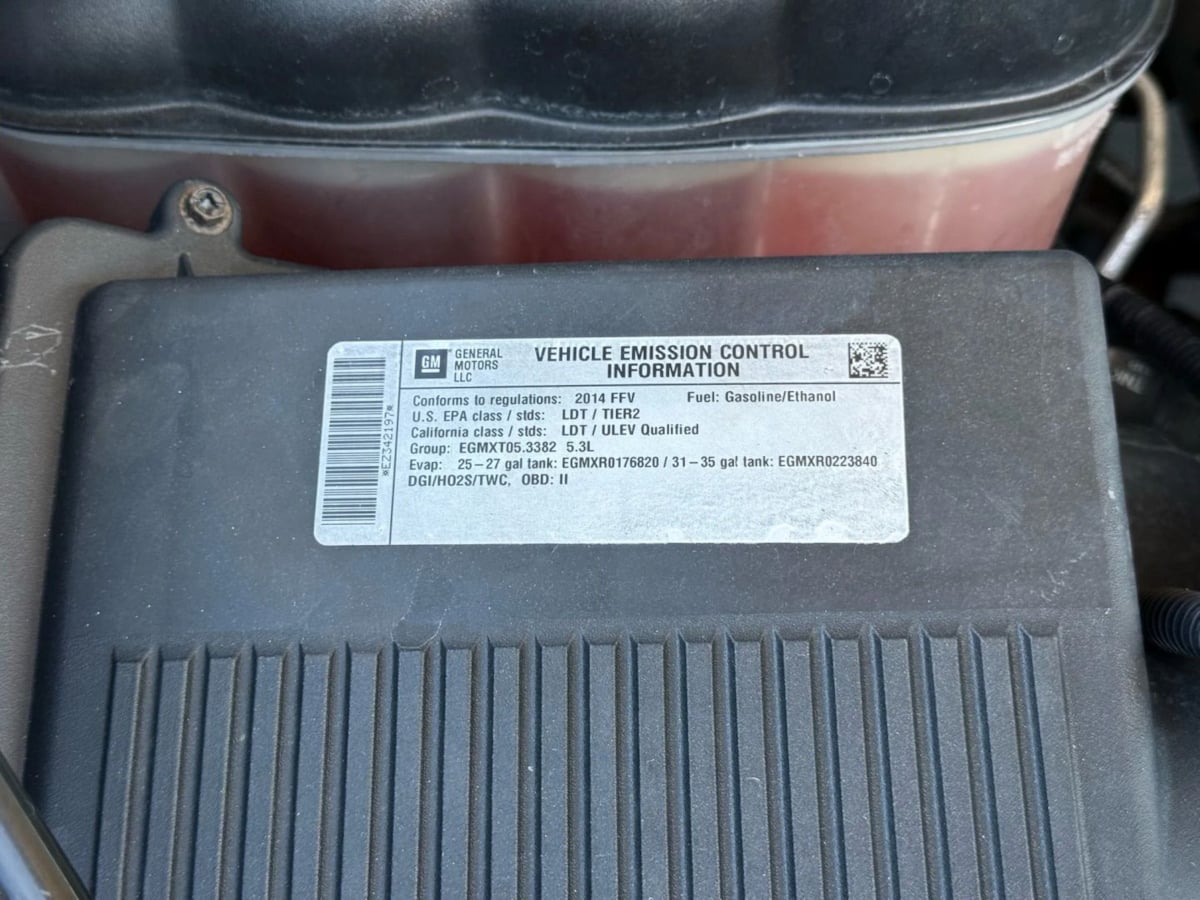 GM
GENERAL
MOTORS
LLC
VEHICLE EMISSION CONTROL
INFORMATION
Conforms to regulations: 2014 FFV Fuel: Gasoline/Ethanol
U.S. EPA class / stds: LDT / TIER2
California class / stds: LDT / ULEV Qualified
Group: EGMXT05.3382 5.3L
Evap: 25-27 gal tank: EGMXR0176820 / 31-35 gal tank: EGMXR0223840
DGI/HO2S/TWC, OBD: II
*E2342197*